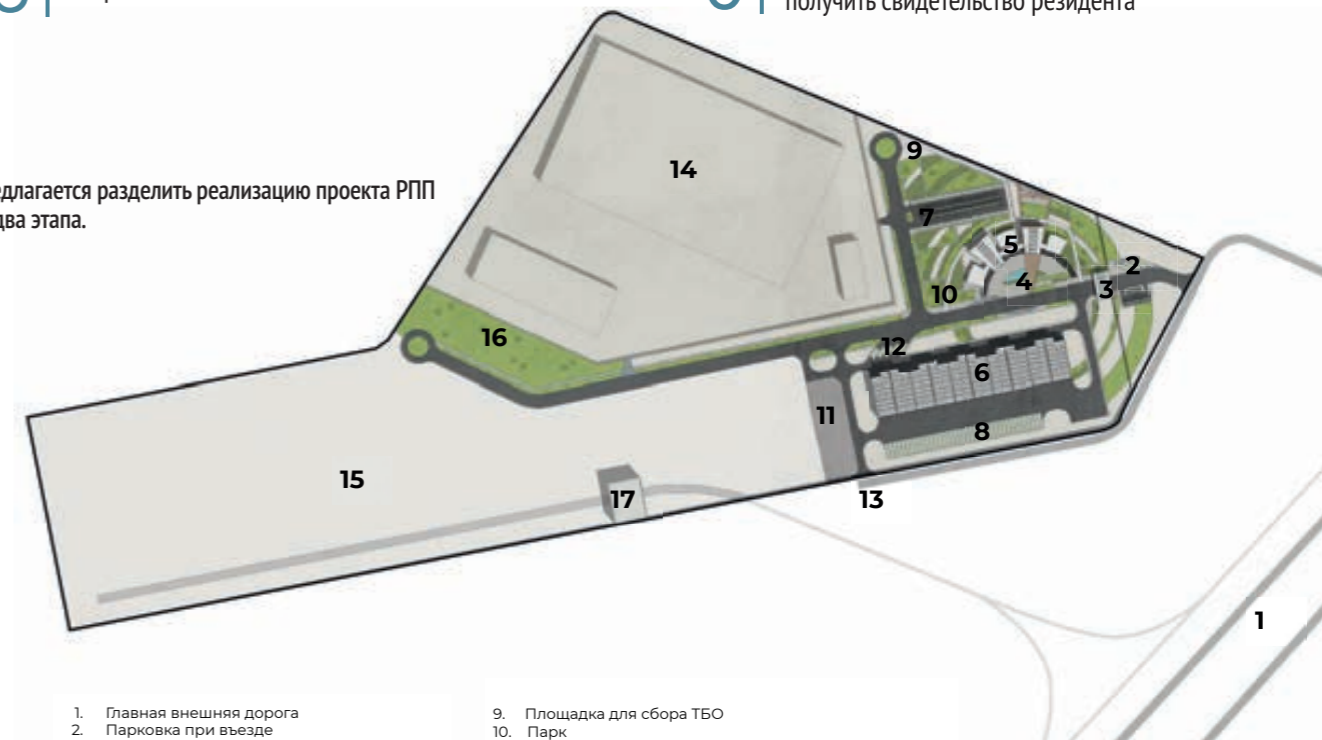 получить свидетельство резидента
длагается разделить реализацию проекта РПП
два этапа.
14
9
7
5
2
4
3
10
16
12
6
11
8
15
17
13
1
1. Главная внешняя дорога
2. Парковка при въезде
9. Площадка для сбора ТБО
10. Парк